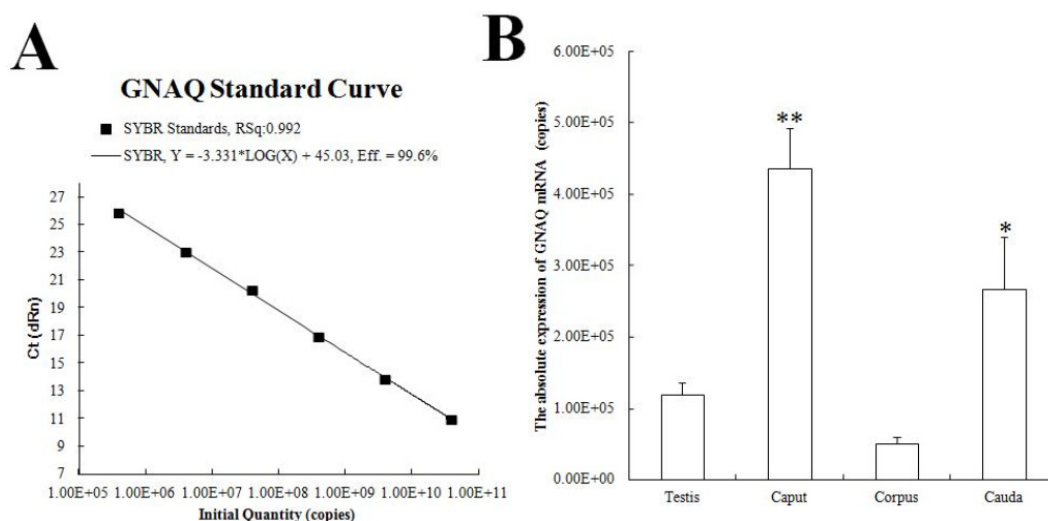 A
GNAQ Standard Curve
SYBR Standards, RSq:0.992
SYBR, Y = -3.331*LOG(X) + 45.03, Eff. = 99.6%
27
25
23
21
19
17
15
13
11
9
7
Ct (dRn)
1.00E+05 1.00E+06 1.00E+07 1.00E+08 1.00E+09 1.00E+10 1.00E+11
Initial Quantity (copies)
B
The absolute expression of GNAQ mRNA (copies)
6.00E+05
5.00E+05
4.00E+05
3.00E+05
2.00E+05
1.00E+05
0.00E+00
**
*
Testis Caput Corpus Cauda